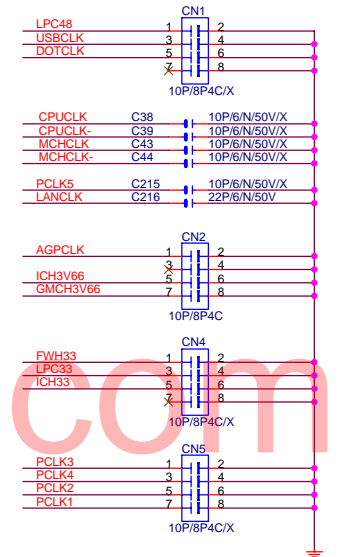 CN1
LPC48 1 2
USBCLK 3 4
DOTCLK 5 6
7 8
10P/8P4C/X
CPUCLK C38 10P/6/N/50V/X
CPUCLK- C39 10P/6/N/50V/X
MCHCLK C43 10P/6/N/50V/X
MCHCLK- C44 10P/6/N/50V/X
PCLK5 C215 10P/6/N/50V/X
LANCLK C216 22P/6/N/50V
CN2
AGPCLK 1 2
3 4
ICH3V66 5 6
GMCH3V66 7 8
10P/8P4C
CN4
FWH33 1 2
LPC33 3 4
ICH33 5 6
7 8
10P/8P4C/X
com
CN5
PCLK3 1 2
PCLK4 3 4
PCLK2 5 6
PCLK1 7 8
10P/8P4C/X